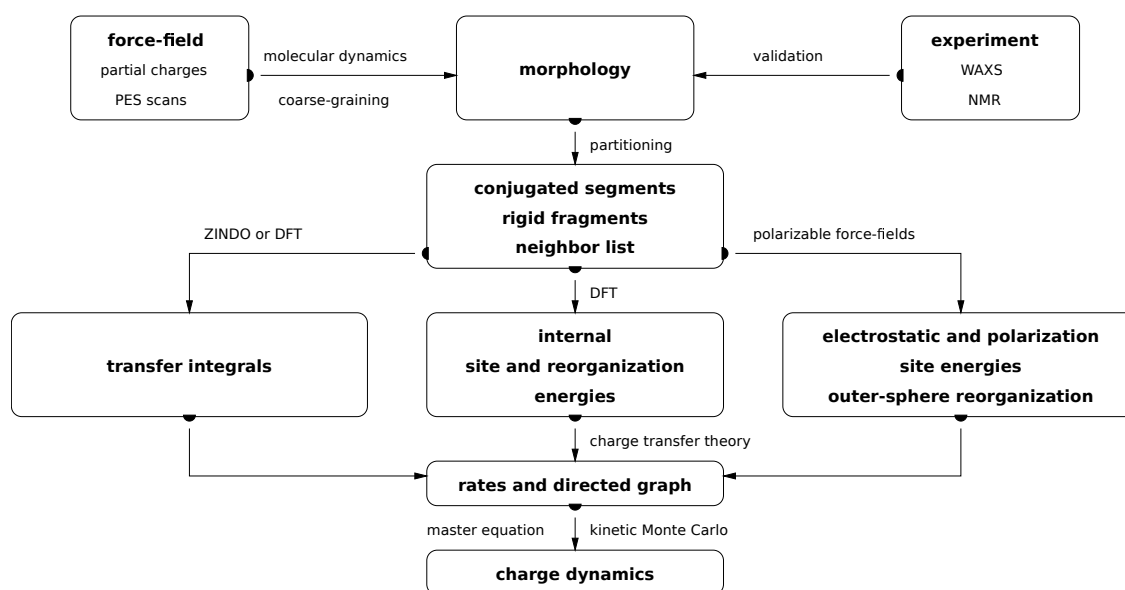 force-field
partial charges
PES scans
molecular dynamics
coarse-graining
morphology
validation
experiment
WAXS
NMR
partitioning
conjugated segments
rigid fragments
neighbor list
ZINDO or DFT
polarizable force-fields
DFT
transfer integrals
internal
site and reorganization
energies
electrostatic and polarization
site energies
outer-sphere reorganization
charge transfer theory
rates and directed graph
master equation
kinetic Monte Carlo
charge dynamics